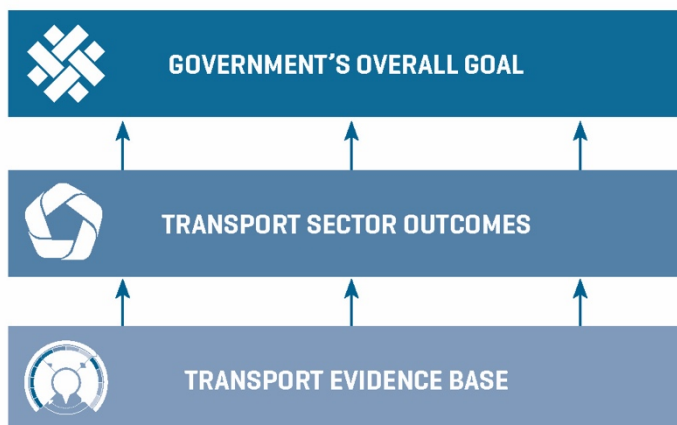 GOVERNMENT'S OVERALL GOAL
TRANSPORT SECTOR OUTCOMES
TRANSPORT EVIDENCE BASE